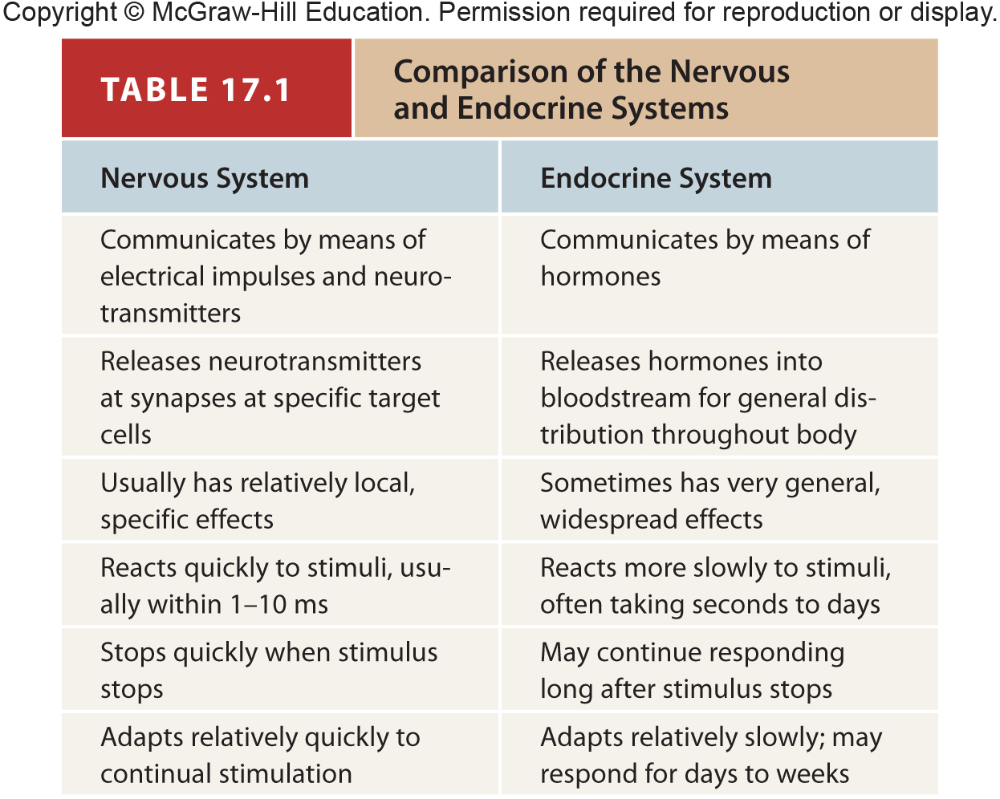 Copyright © McGraw-Hill Education. Permission required for reproduction or display.
TABLE 17.1
Comparison of the Nervous
and Endocrine Systems
Nervous System
Endocrine System
Communicates by means of
electrical impulses and neuro-
transmitters
Communicates by means of
hormones
Releases neurotransmitters
at synapses at specific target
cells
Releases hormones into
bloodstream for general dis-
tribution throughout body
Usually has relatively local,
specific effects
Sometimes has very general,
widespread effects
Reacts quickly to stimuli, usu-
ally within 1–10 ms
Reacts more slowly to stimuli,
often taking seconds to days
Stops quickly when stimulus
stops
May continue responding
long after stimulus stops
Adapts relatively quickly to
continual stimulation
Adapts relatively slowly; may
respond for days to weeks